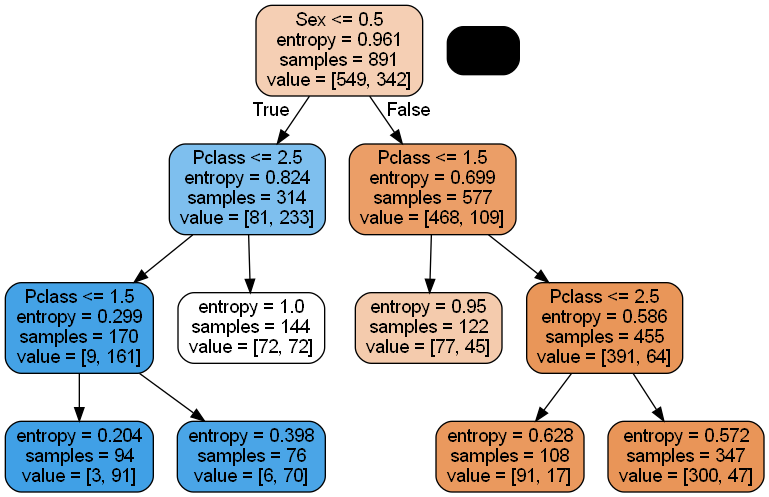 Sex <= 0.5
entropy = 0.961
samples = 891
value = [549, 342]
True
False
Pclass <= 2.5
entropy = 0.824
samples = 314
value = [81, 233]
Pclass <= 1.5
entropy = 0.699
samples = 577
value = [468, 109]
Pclass <= 1.5
entropy = 0.299
samples = 170
value = [9, 161]
entropy = 1.0
samples = 144
value = [72, 72]
entropy = 0.95
samples = 122
value = [77, 45]
Pclass <= 2.5
entropy = 0.586
samples = 455
value = [391, 64]
entropy = 0.204
samples = 94
value = [3, 91]
entropy = 0.398
samples = 76
value = [6, 70]
entropy = 0.628
samples = 108
value = [91, 17]
entropy = 0.572
samples = 347
value = [300, 47]